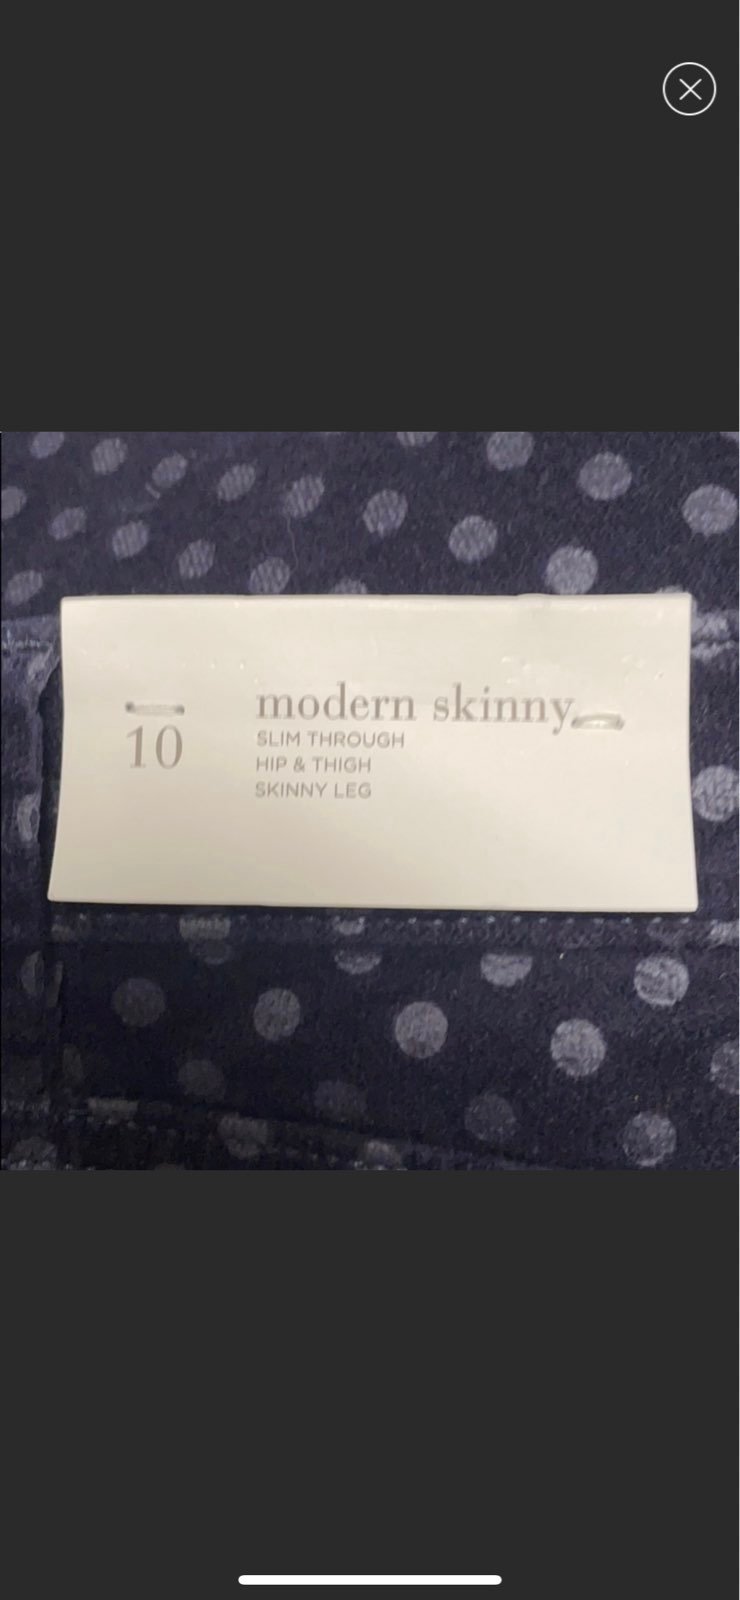 10
modern skinny
SLIM THROUGH
HIP & THIGH
SKINNY LEG